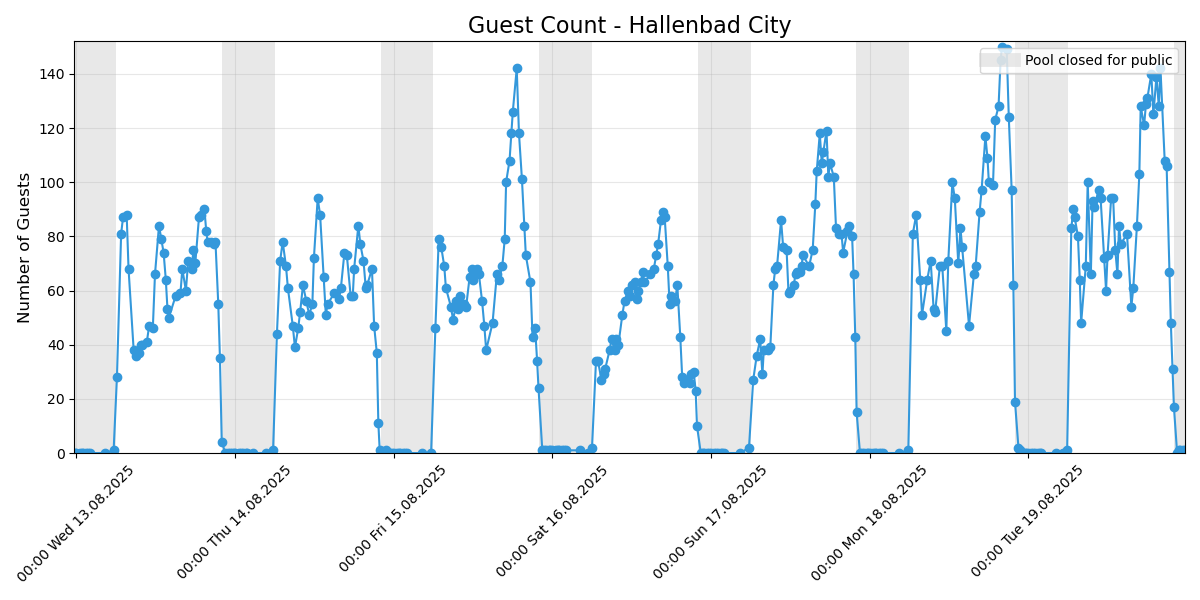 Guest Count - Hallenbad City
Pool closed for public
Number of Guests
140
120
100
80
60
40
20
0
00:00 Wed 13.08.2025
00:00 Thu 14.08.2025
00:00 Fri 15.08.2025
00:00 Sat 16.08.2025
00:00 Sun 17.08.2025
00:00 Mon 18.08.2025
00:00 Tue 19.08.2025